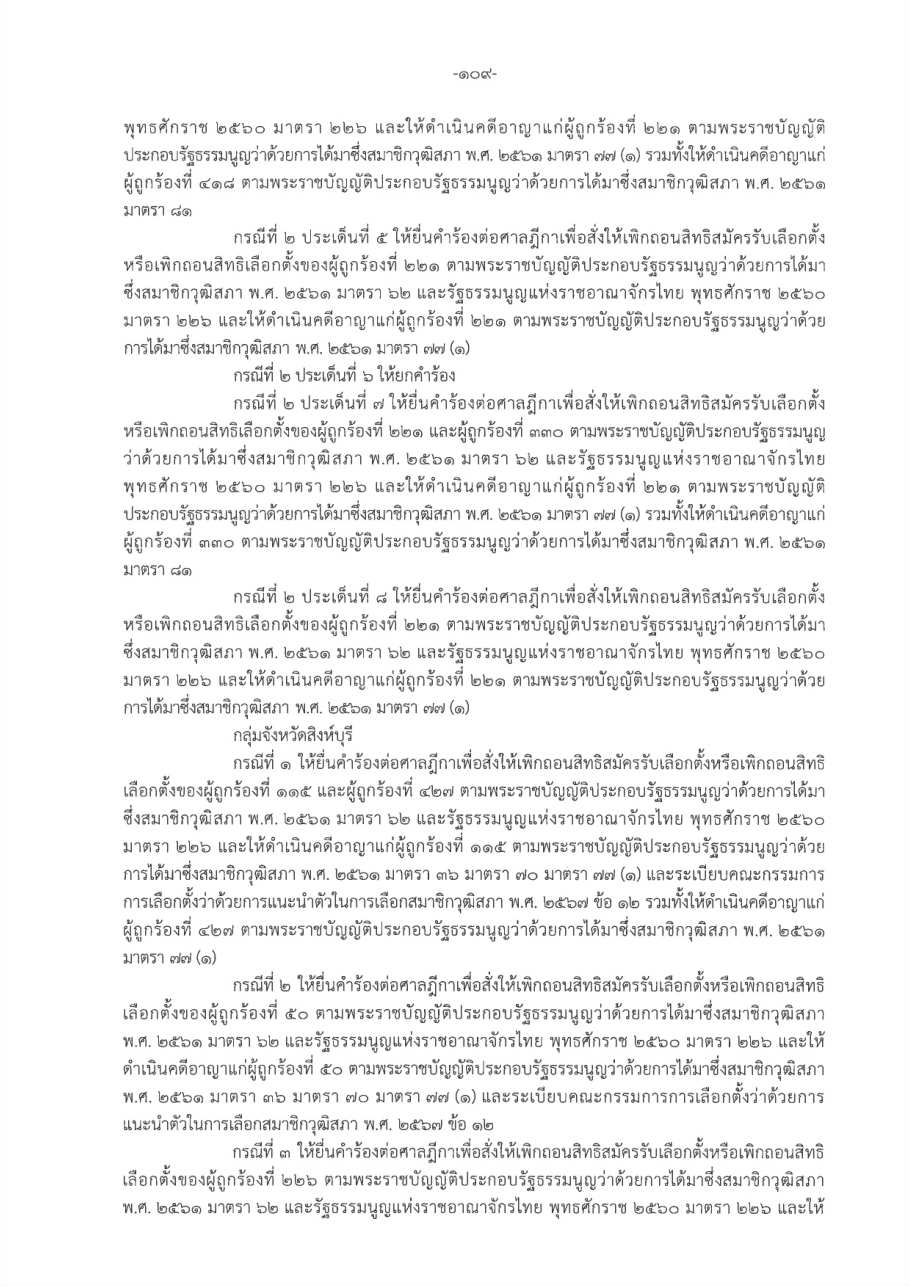 -๑๐๙-
พุทธศักราช ๒๕๖๐ มาตรา ๒๒๖ และให้ดำเนินคดีอาญาแก่ผู้ถูกร้องที่ ๒๒๑ ตามพระราชบัญญัติ
ประกอบรัฐธรรมนูญว่าด้วยการได้มาซึ่งสมาชิกวุฒิสภา พ.ศ. ๒๕๖๑ มาตรา ๗๗ (๑) รวมทั้งให้ดำเนินคดีอาญาแก่
ผู้ถูกร้องที่ ๔๑๘ ตามพระราชบัญญัติประกอบรัฐธรรมนูญว่าด้วยการได้มาซึ่งสมาชิกวุฒิสภา พ.ศ. ๒๕๖๑
มาตรา ๘๑
กรณีที่ ๒ ประเด็นที่ ๕ ให้ยื่นคำร้องต่อศาลฎีกาเพื่อสั่งให้เพิกถอนสิทธิสมัครรับเลือกตั้ง
หรือเพิกถอนสิทธิเลือกตั้งของผู้ถูกร้องที่ ๒๒๑ ตามพระราชบัญญัติประกอบรัฐธรรมนูญว่าด้วยการได้มา
ซึ่งสมาชิกวุฒิสภา พ.ศ. ๒๕๖๑ มาตรา ๖๒ และรัฐธรรมนูญแห่งราชอาณาจักรไทย พุทธศักราช ๒๕๖๐
มาตรา ๒๒๖ และให้ดำเนินคดีอาญาแก่ผู้ถูกร้องที่ ๒๒๑ ตามพระราชบัญญัติประกอบรัฐธรรมนูญว่าด้วย
การได้มาซึ่งสมาชิกวุฒิสภา พ.ศ. ๒๕๖๑ มาตรา ๗๗ (๑)
กรณีที่ ๒ ประเด็นที่ ๖ ให้ยกคำร้อง
กรณีที่ ๒ ประเด็นที่ ๗ ให้ยื่นคำร้องต่อศาลฎีกาเพื่อสั่งให้เพิกถอนสิทธิสมัครรับเลือกตั้ง
หรือเพิกถอนสิทธิเลือกตั้งของผู้ถูกร้องที่ ๒๒๑ และผู้ถูกร้องที่ ๓๓๐ ตามพระราชบัญญัติประกอบรัฐธรรมนูญ
ว่าด้วยการได้มาซึ่งสมาชิกวุฒิสภา พ.ศ. ๒๕๖๑ มาตรา ๖๒ และรัฐธรรมนูญแห่งราชอาณาจักรไทย
พุทธศักราช ๒๕๖๐ มาตรา ๒๒๖ และให้ดำเนินคดีอาญาแก่ผู้ถูกร้องที่ ๒๒๑ ตามพระราชบัญญัติ
ประกอบรัฐธรรมนูญว่าด้วยการได้มาซึ่งสมาชิกวุฒิสภา พ.ศ. ๒๕๖๑ มาตรา ๗๗ (๑) รวมทั้งให้ดำเนินคดีอาญาแก่
ผู้ถูกร้องที่ ๓๓๐ ตามพระราชบัญญัติประกอบรัฐธรรมนูญว่าด้วยการได้มาซึ่งสมาชิกวุฒิสภา พ.ศ. ๒๕๖๑
มาตรา ๘๑
กรณีที่ ๒ ประเด็นที่ ๘ ให้ยื่นคำร้องต่อศาลฎีกาเพื่อสั่งให้เพิกถอนสิทธิสมัครรับเลือกตั้ง
หรือเพิกถอนสิทธิเลือกตั้งของผู้ถูกร้องที่ ๒๒๑ ตามพระราชบัญญัติประกอบรัฐธรรมนูญว่าด้วยการได้มา
ซึ่งสมาชิกวุฒิสภา พ.ศ. ๒๕๖๑ มาตรา ๖๒ และรัฐธรรมนูญแห่งราชอาณาจักรไทย พุทธศักราช ๒๕๖๐
มาตรา ๒๒๖ และให้ดำเนินคดีอาญาแก่ผู้ถูกร้องที่ ๒๒๑ ตามพระราชบัญญัติประกอบรัฐธรรมนูญว่าด้วย
การได้มาซึ่งสมาชิกวุฒิสภา พ.ศ. ๒๕๖๑ มาตรา ๗๗ (๑)
กลุ่มจังหวัดสิงห์บุรี
กรณีที่ ๑ ให้ยื่นคำร้องต่อศาลฎีกาเพื่อสั่งให้เพิกถอนสิทธิสมัครรับเลือกตั้งหรือเพิกถอนสิทธิ
เลือกตั้งของผู้ถูกร้องที่ ๑๑๕ และผู้ถูกร้องที่ ๔๒๗ ตามพระราชบัญญัติประกอบรัฐธรรมนูญว่าด้วยการได้มา
ซึ่งสมาชิกวุฒิสภา พ.ศ. ๒๕๖๑ มาตรา ๖๒ และรัฐธรรมนูญแห่งราชอาณาจักรไทย พุทธศักราช ๒๕๖๐
มาตรา ๒๒๖ และให้ดำเนินคดีอาญาแก่ผู้ถูกร้องที่ ๑๑๕ ตามพระราชบัญญัติประกอบรัฐธรรมนูญว่าด้วย
การได้มาซึ่งสมาชิกวุฒิสภา พ.ศ. ๒๕๖๑ มาตรา ๓๖ มาตรา ๗๐ มาตรา ๗๗ (๑) และระเบียบคณะกรรมการ
การเลือกตั้งว่าด้วยการแนะนำตัวในการเลือกสมาชิกวุฒิสภา พ.ศ. ๒๕๖๗ ข้อ ๑๒ รวมทั้งให้ดำเนินคดีอาญาแก่
ผู้ถูกร้องที่ ๔๒๗ ตามพระราชบัญญัติประกอบรัฐธรรมนูญว่าด้วยการได้มาซึ่งสมาชิกวุฒิสภา พ.ศ. ๒๕๖๑
มาตรา ๗๗ (๑)
กรณีที่ ๒ ให้ยื่นคำร้องต่อศาลฎีกาเพื่อสั่งให้เพิกถอนสิทธิสมัครรับเลือกตั้งหรือเพิกถอนสิทธิ
เลือกตั้งของผู้ถูกร้องที่ ๕๐ ตามพระราชบัญญัติประกอบรัฐธรรมนูญว่าด้วยการได้มาซึ่งสมาชิกวุฒิสภา
พ.ศ. ๒๕๖๑ มาตรา ๖๒ และรัฐธรรมนูญแห่งราชอาณาจักรไทย พุทธศักราช ๒๕๖๐ มาตรา ๒๒๖ และให้
ดำเนินคดีอาญาแก่ผู้ถูกร้องที่ ๕๐ ตามพระราชบัญญัติประกอบรัฐธรรมนูญว่าด้วยการได้มาซึ่งสมาชิกวุฒิสภา
พ.ศ. ๒๕๖๑ มาตรา ๓๖ มาตรา ๗๐ มาตรา ๗๗ (๑) และระเบียบคณะกรรมการการเลือกตั้งว่าด้วยการ
แนะนำตัวในการเลือกสมาชิกวุฒิสภา พ.ศ. ๒๕๖๗ ข้อ ๑๒
กรณีที่ ๓ ให้ยื่นคำร้องต่อศาลฎีกาเพื่อสั่งให้เพิกถอนสิทธิสมัครรับเลือกตั้งหรือเพิกถอนสิทธิ
เลือกตั้งของผู้ถูกร้องที่ ๒๒๖ ตามพระราชบัญญัติประกอบรัฐธรรมนูญว่าด้วยการได้มาซึ่งสมาชิกวุฒิสภา
พ.ศ. ๒๕๖๑ มาตรา ๖๒ และรัฐธรรมนูญแห่งราชอาณาจักรไทย พุทธศักราช ๒๕๖๐ มาตรา ๒๒๖ และให้